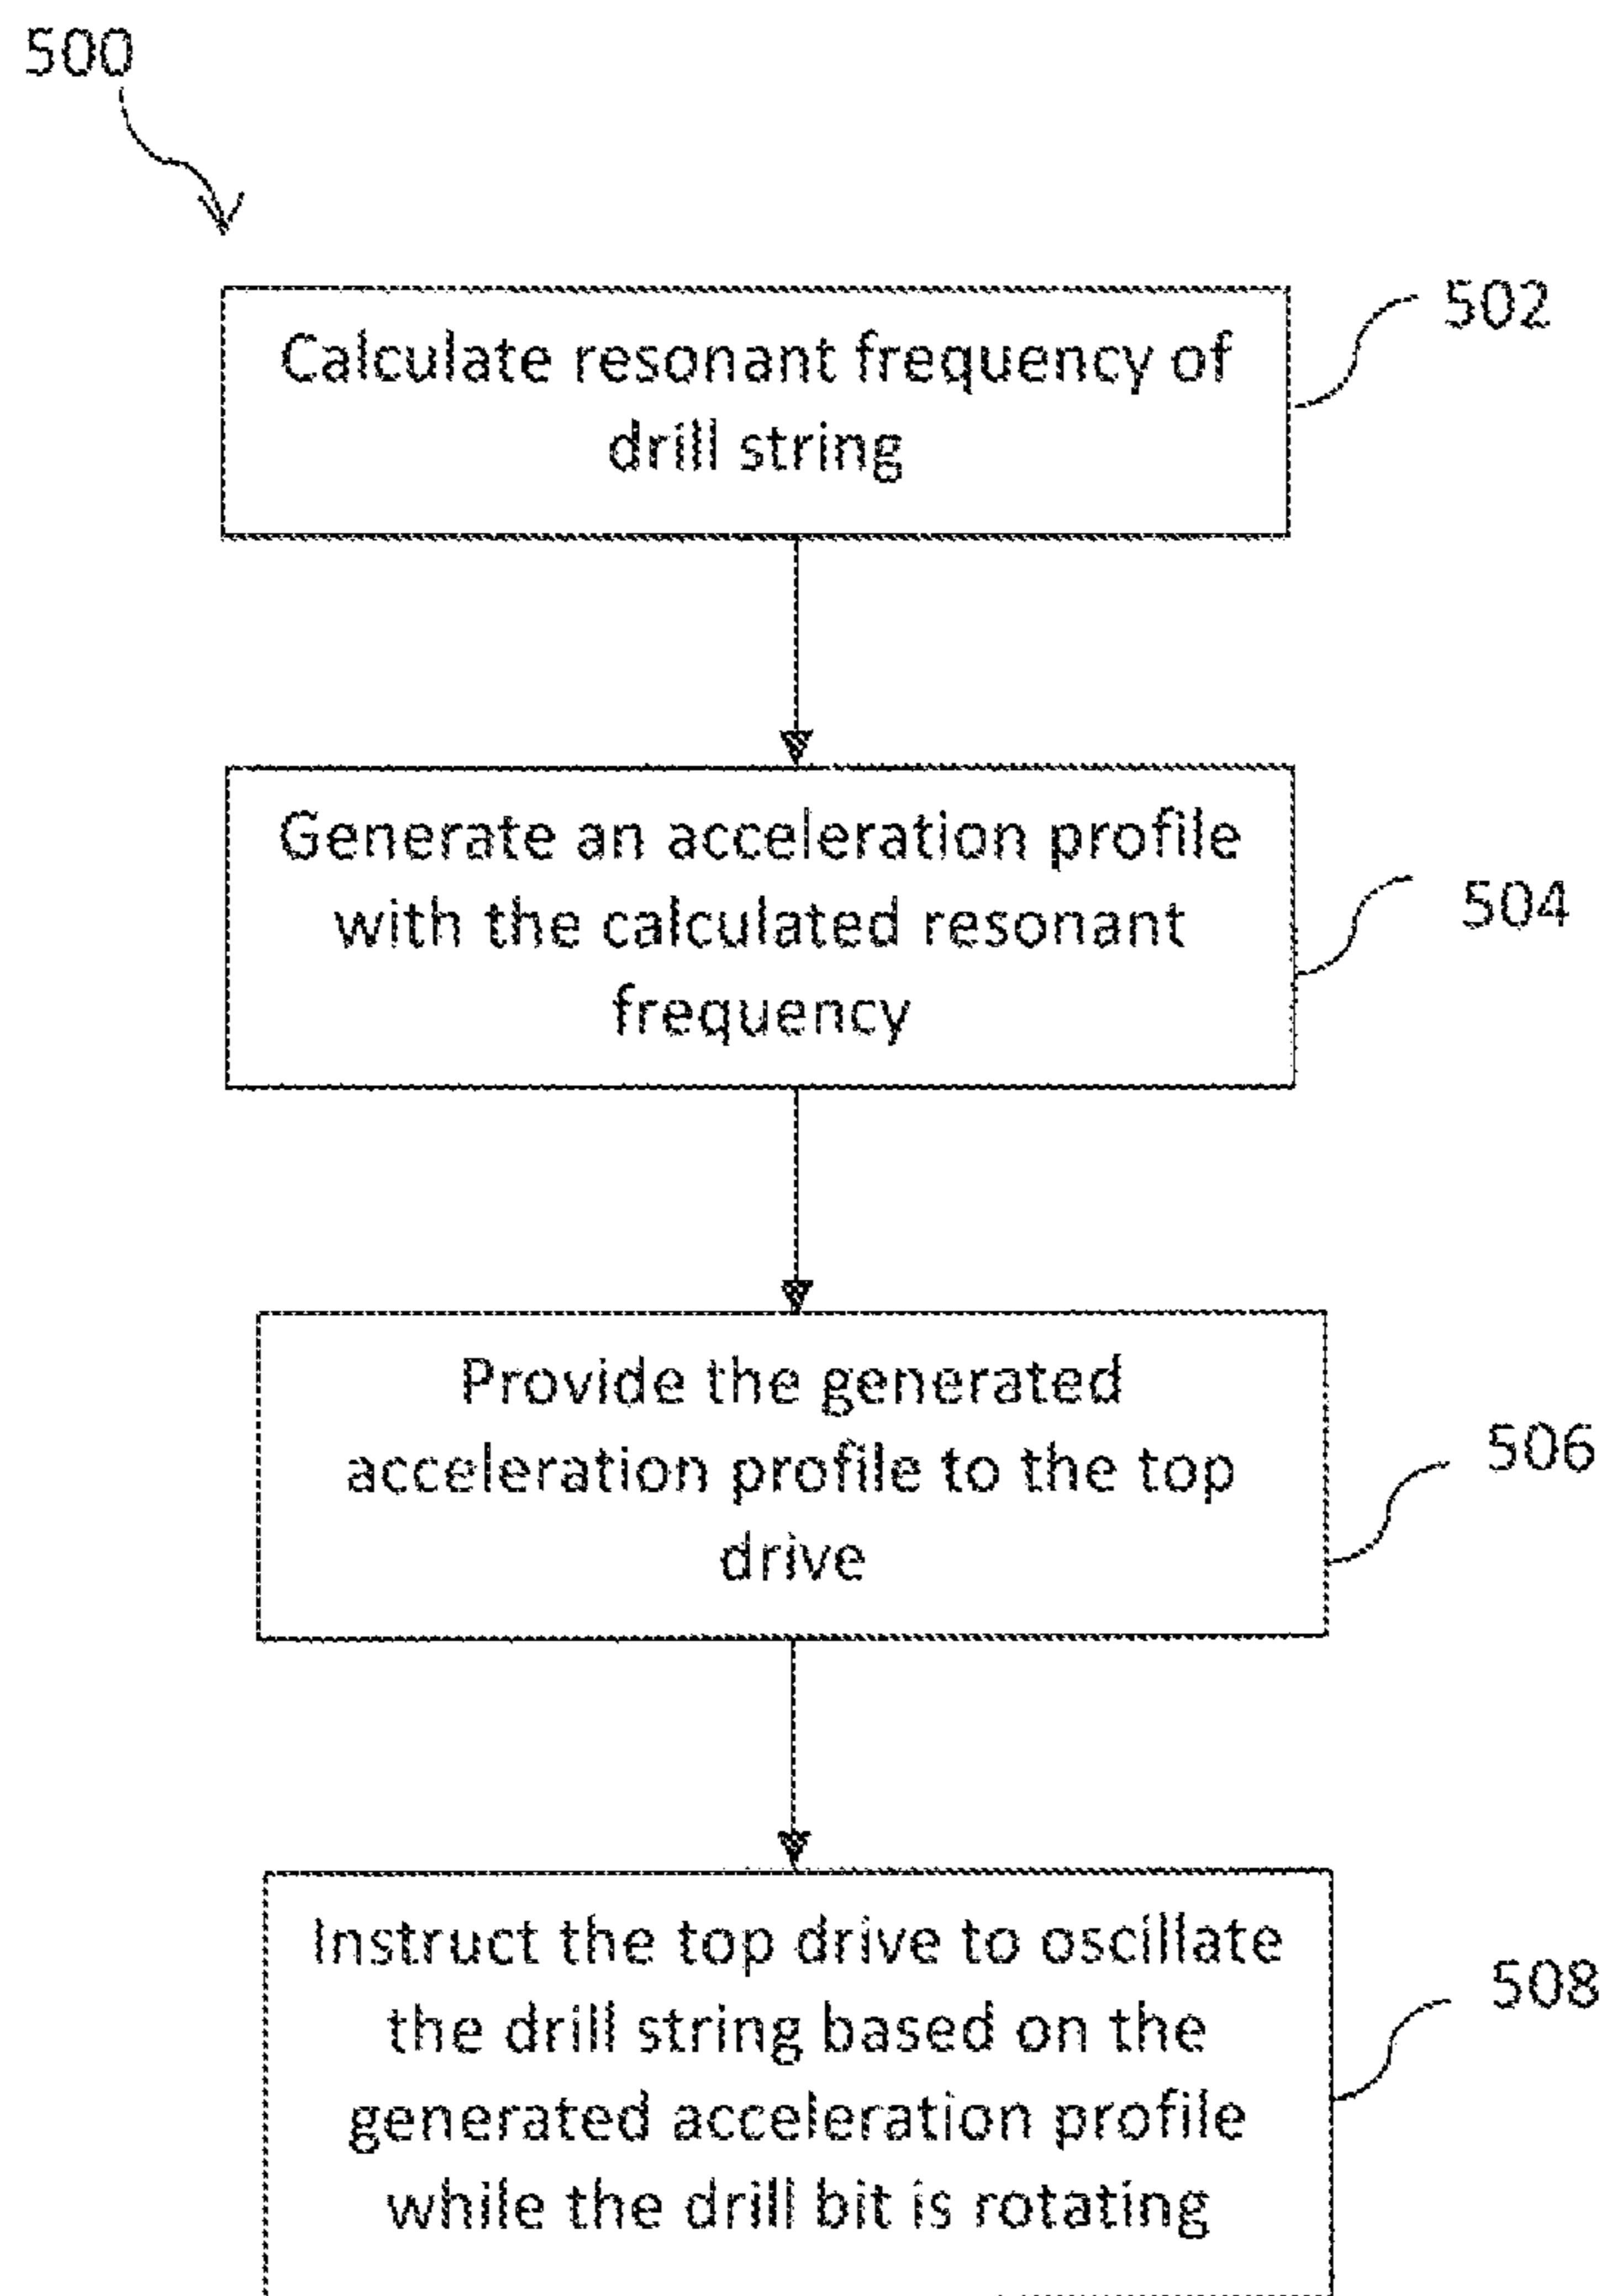 500
Calculate resonant frequency of
drill string
502
Generate an acceleration profile
with the calculated resonant
frequency
504
Provide the generated
acceleration profile to the top
drive
506
Instruct the top drive to oscillate
the drill string based on the
generated acceleration profile
while the drill bit is rotating
508